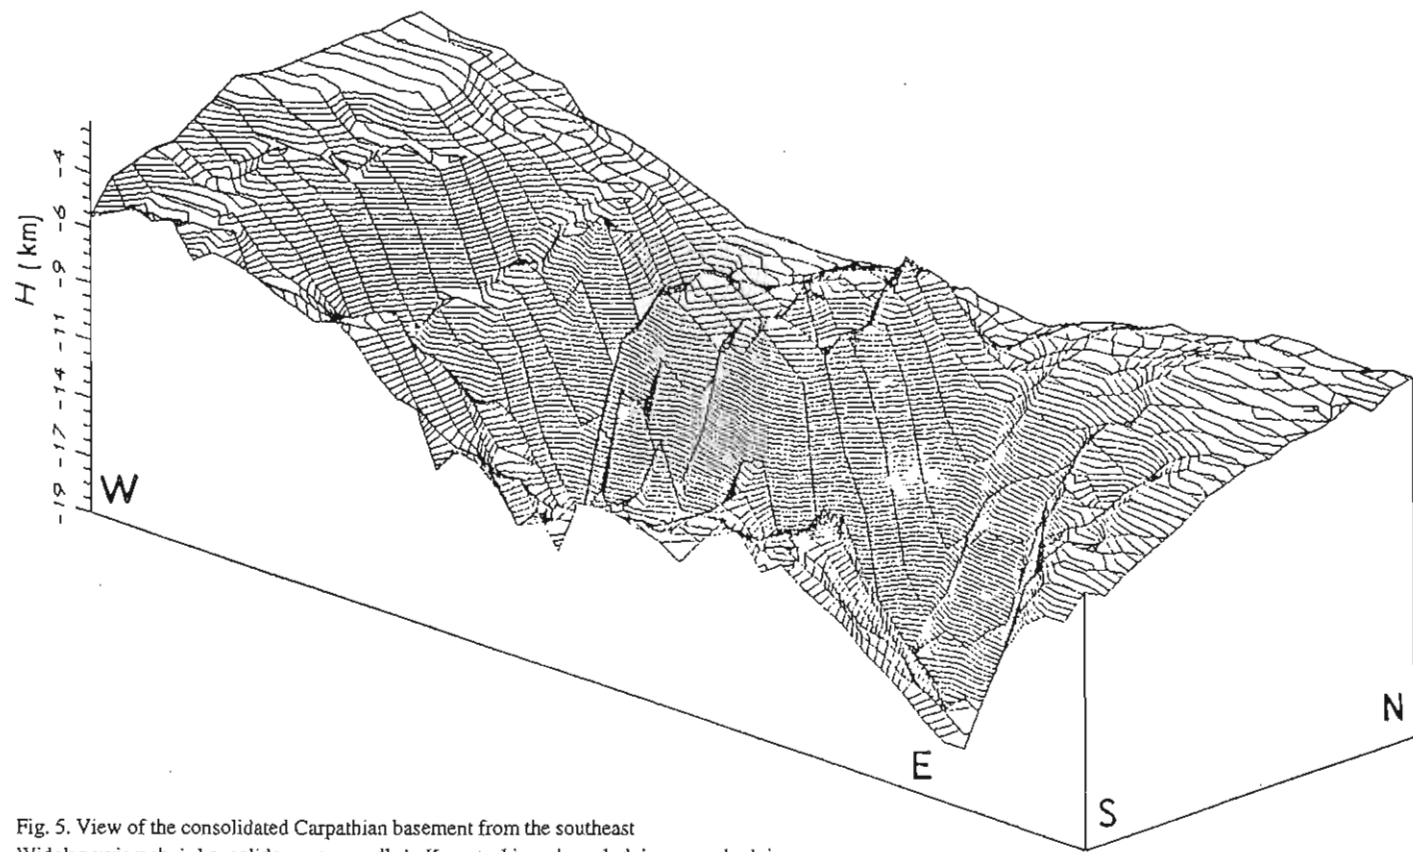 H [km]
-4
-6
-9
-11
-14
-17
-19
W
E
S
N
Fig. 5. View of the consolidated Carpathian basement from the southeast